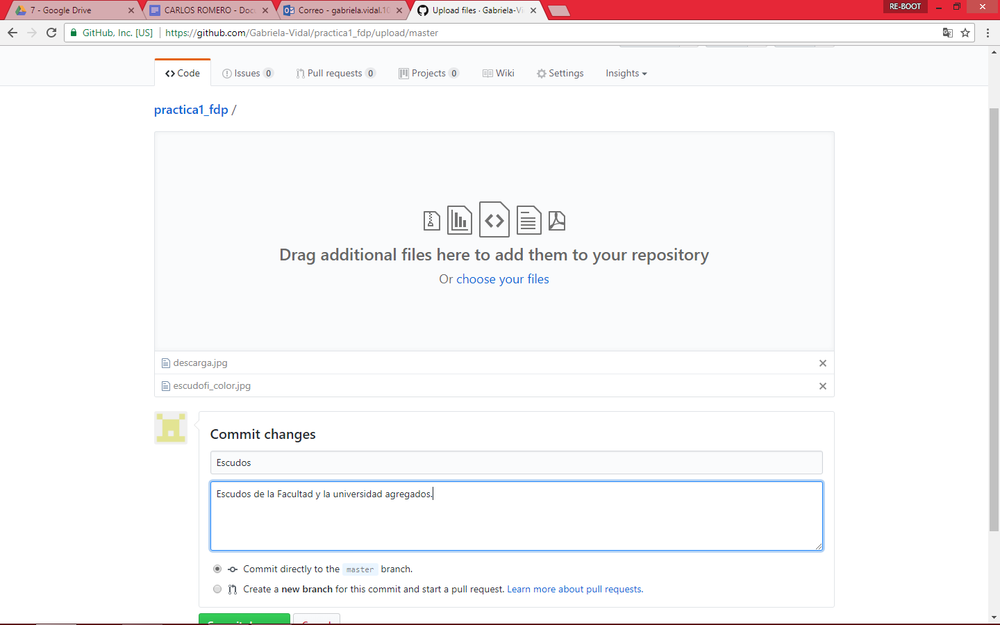 7 - Google Drive
CARLOS ROMERO - Docu
Correo - gabriela.vidal.10
Upload files · Gabriela-Vi
RE-BOOT
GitHub, Inc. [US]
https://github.com/Gabriela-Vidal/practica1_fdp/upload/master
Code
Issues 0
Pull requests 0
Projects 0
Wiki
Settings
Insights
practica1_fdp /
Drag additional files here to add them to your repository
Or choose your files
descarga.jpg
escudofi_color.jpg
Commit changes
Escudos
Escudos de la Facultad y la universidad agregados.
Commit directly to the master branch.
Create a new branch for this commit and start a pull request. Learn more about pull requests.